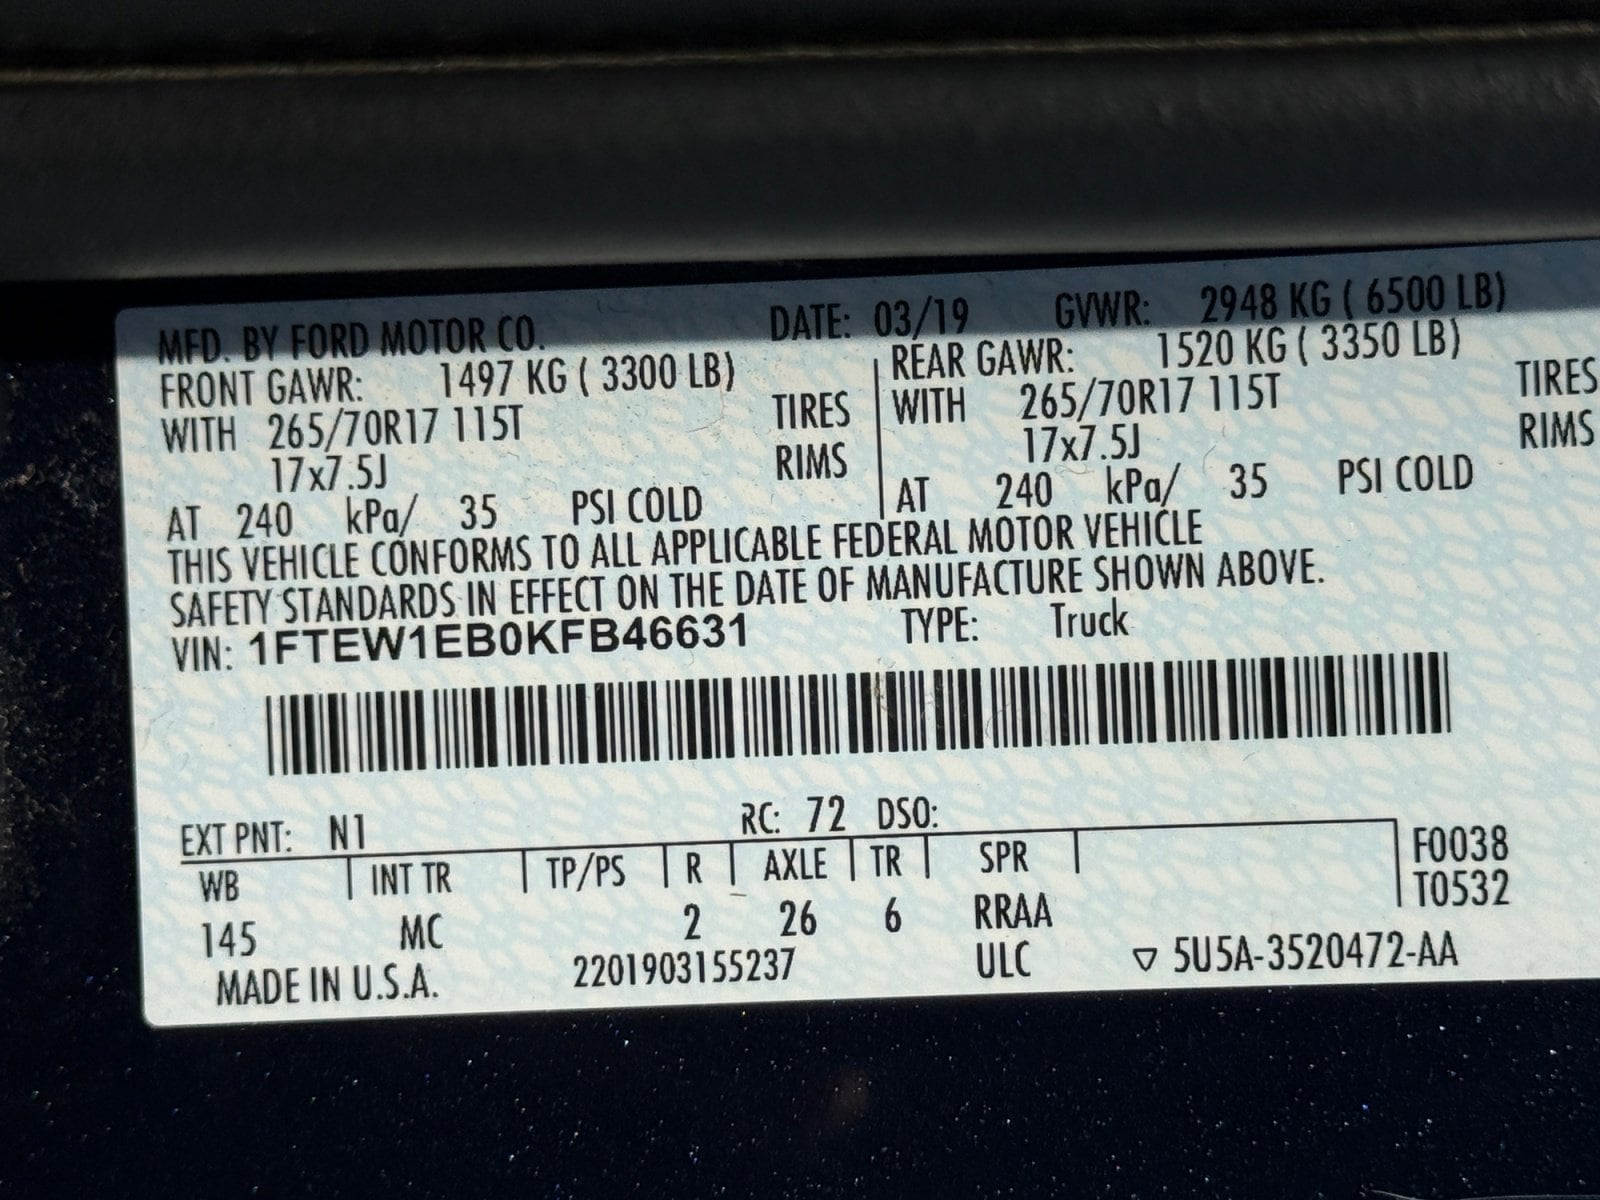 MFD. BY FORD MOTOR CO. DATE: 03/19 GVWR: 2948 KG ( 6500 LB)
FRONT GAWR: 1497 KG ( 3300 LB) REAR GAWR: 1520 KG ( 3350 LB)
WITH 265/70R17 115T TIRES WITH 265/70R17 115T TIRES
17x7.5J RIMS 17x7.5J RIMS
AT 240 kPa/ 35 PSI COLD AT 240 kPa/ 35 PSI COLD
THIS VEHICLE CONFORMS TO ALL APPLICABLE FEDERAL MOTOR VEHICLE
SAFETY STANDARDS IN EFFECT ON THE DATE OF MANUFACTURE SHOWN ABOVE.
VIN: 1FTEW1EB0KFB46631 TYPE: Truck
EXT PNT: N1 RC: 72 DSO:
WB INT TR TP/PS R AXLE TR SPR F0038
145 MC 2 26 6 RRAA T0532
MADE IN U.S.A. 2201903155237 ULC ▽ 5U5A-3520472-AA